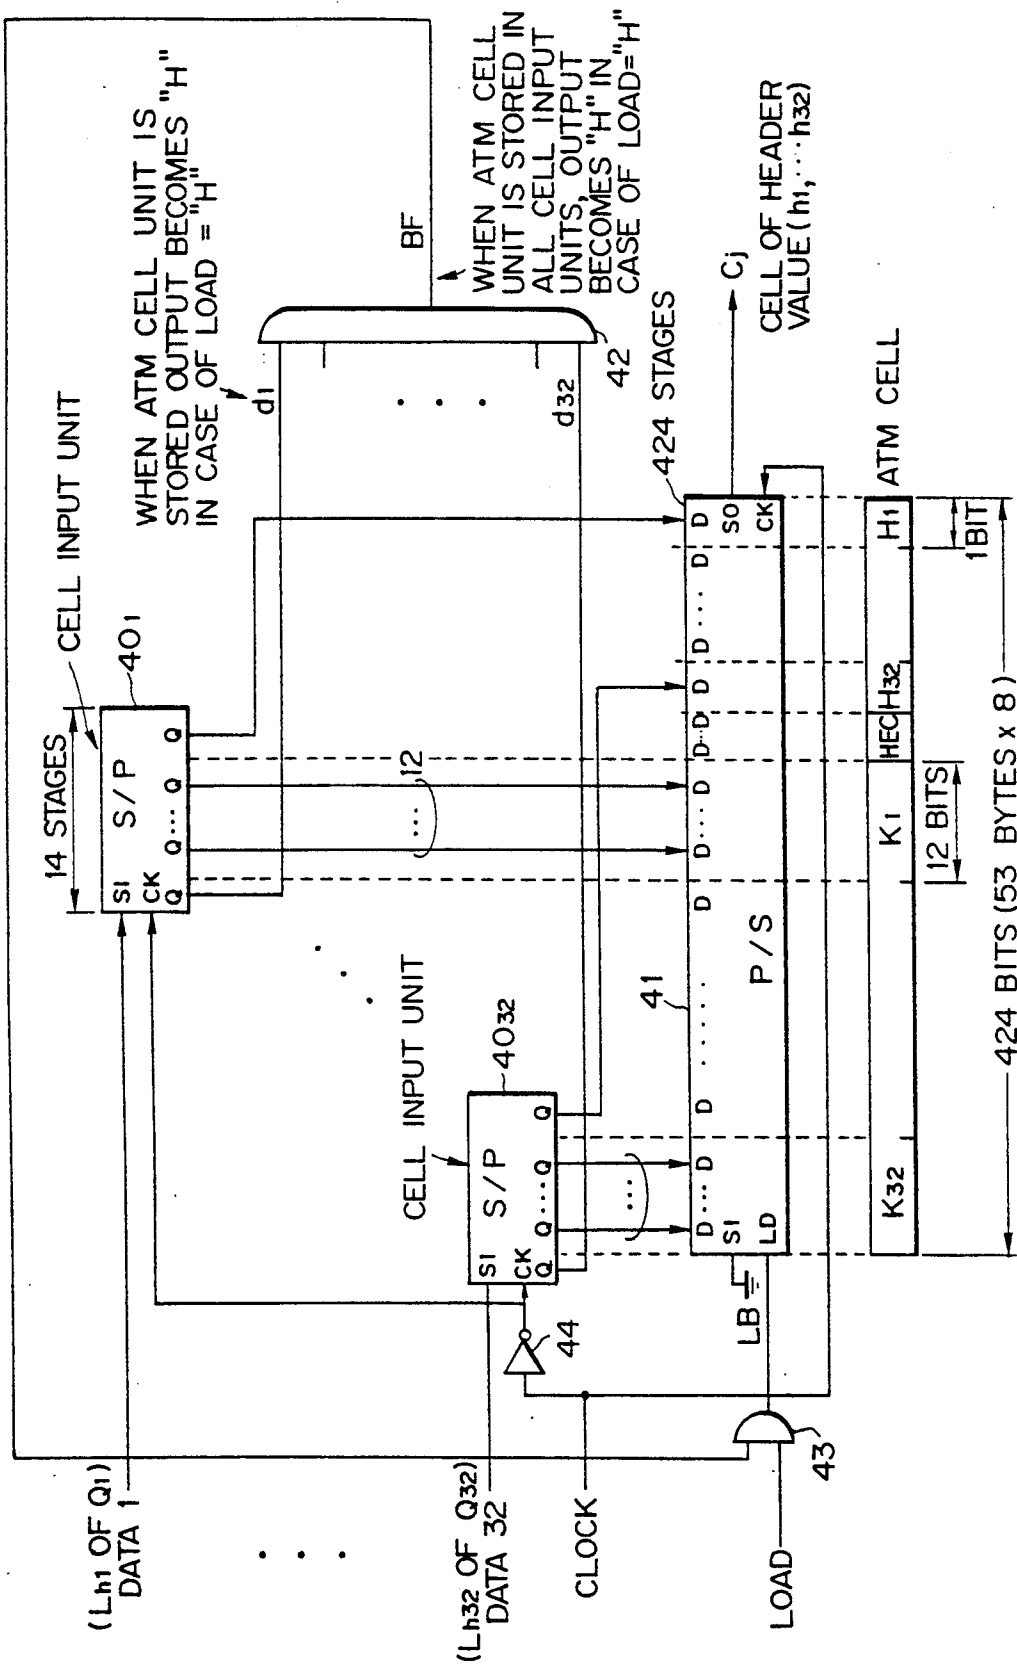 (Lh1 OF Q1)
DATA 1
(Lh32 OF Q32)
DATA 32
CLOCK
LOAD
14 STAGES
CELL INPUT UNIT
401
SI
S/P
CK
Q
Q
...
Q
Q
WHEN ATM CELL UNIT IS
STORED OUTPUT BECOMES "H"
IN CASE OF LOAD = "H"
d1
12
...
CELL INPUT UNIT
4032
SI
S/P
CK
Q
Q
....
Q
Q
...
d32
42
BF
WHEN ATM CELL
UNIT IS STORED IN
ALL CELL INPUT
UNITS, OUTPUT
BECOMES "H" IN
CASE OF LOAD="H"
44
43
LB
41
424 STAGES
D
...
D
D
......
D
D
....
D
D
...
D
D
D
....
D
D
SI
LD
P/S
SO
CK
Cj
CELL OF HEADER
VALUE (h1,...h32)
K32
K1
HEC
H32
H1
ATM CELL
12 BITS
1BIT
424 BITS (53 BYTES x 8)